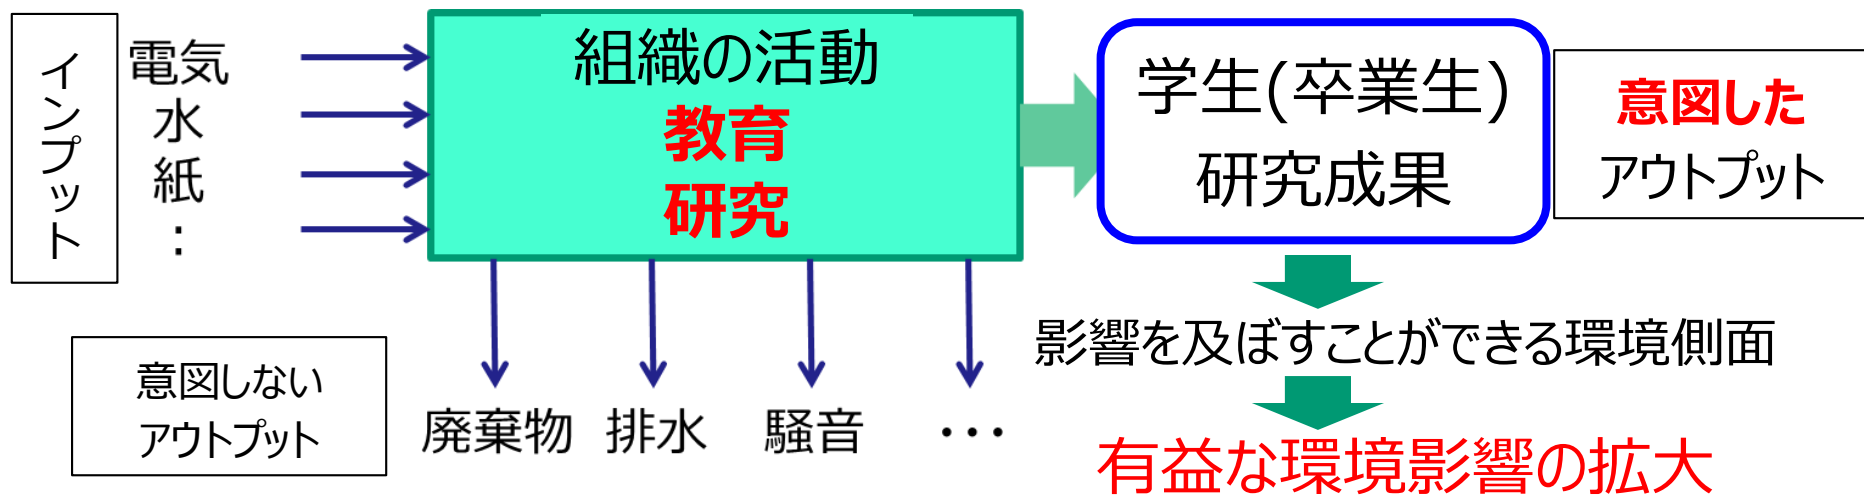 インプット
電気
水
紙
：
組織の活動
教育
研究
学生(卒業生)
研究成果
意図した
アウトプット
影響を及ぼすことができる環境側面
有益な環境影響の拡大
意図しない
アウトプット
廃棄物 排水 騒音 ･･･